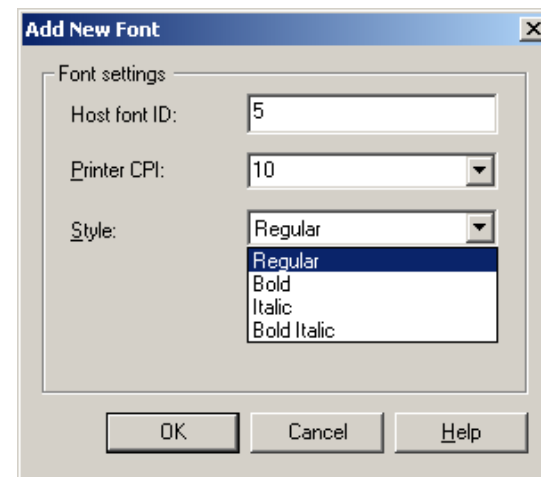 Add New Font
Font settings
Host font ID: 5
Printer CPI: 10
Style: Regular
Regular
Bold
Italic
Bold Italic
OK Cancel Help